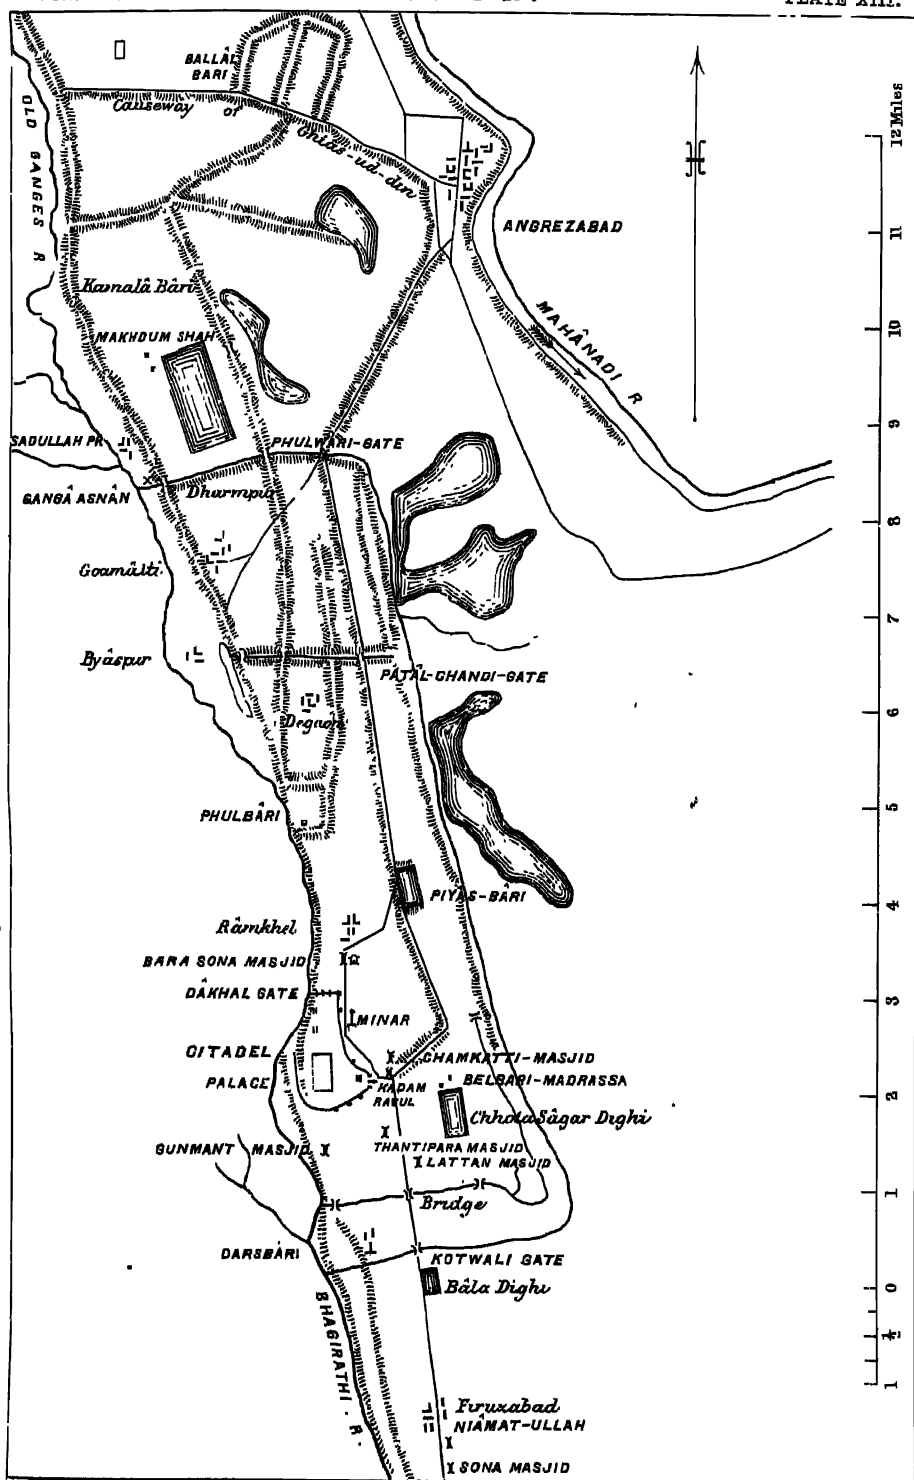 PLATE XIII.
BALLÂL
BARI
Causeway of Ghias-ud-din
12 Miles
OLD GANGES R
ANGREZABAD
11
Kamalâ Bâri
MAHÂNADI R
10
MAKHDUM SHAH
9
SADULLAH PR
PHULWARI-GATE
GANGÂ ASNÂN
Dharmpur
8
Goamâlti
7
Byâspur
PÂTÂL-CHANDI-GATE
6
Degaon
5
PHULBÂRI
4
PIYÂS-BÂRI
Râmkhel
BARA SONA MASJID
3
DÂKHAL GATE
MINAR
CITADEL
CHAMKATTI-MASJID
PALACE
BELBARI-MADRASSA
KADAM
RASUL
2
Chhota Sâgar Dighi
GUNMANT MASJID
THANTIPARA MASJID
LATTAN MASJID
1
Bridge
DARSBÂRI
KOTWALI GATE
0
Bâla Dighi
BHAGIRATHI. R.
½
1
Firuzabad
NIÂMAT-ULLAH
SONA MASJID